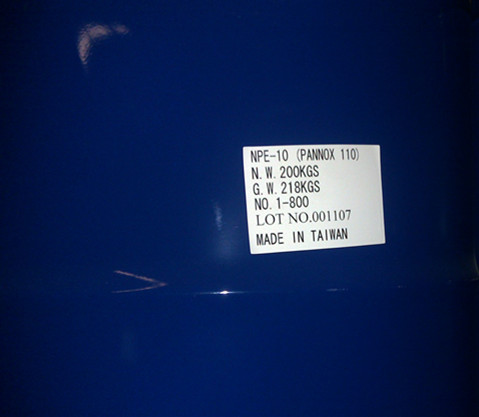 NPE-10 (PANNOX 110)
N.W.200KGS
G.W.218KGS
NO.1-800
LOT NO.001107
MADE IN TAIWAN